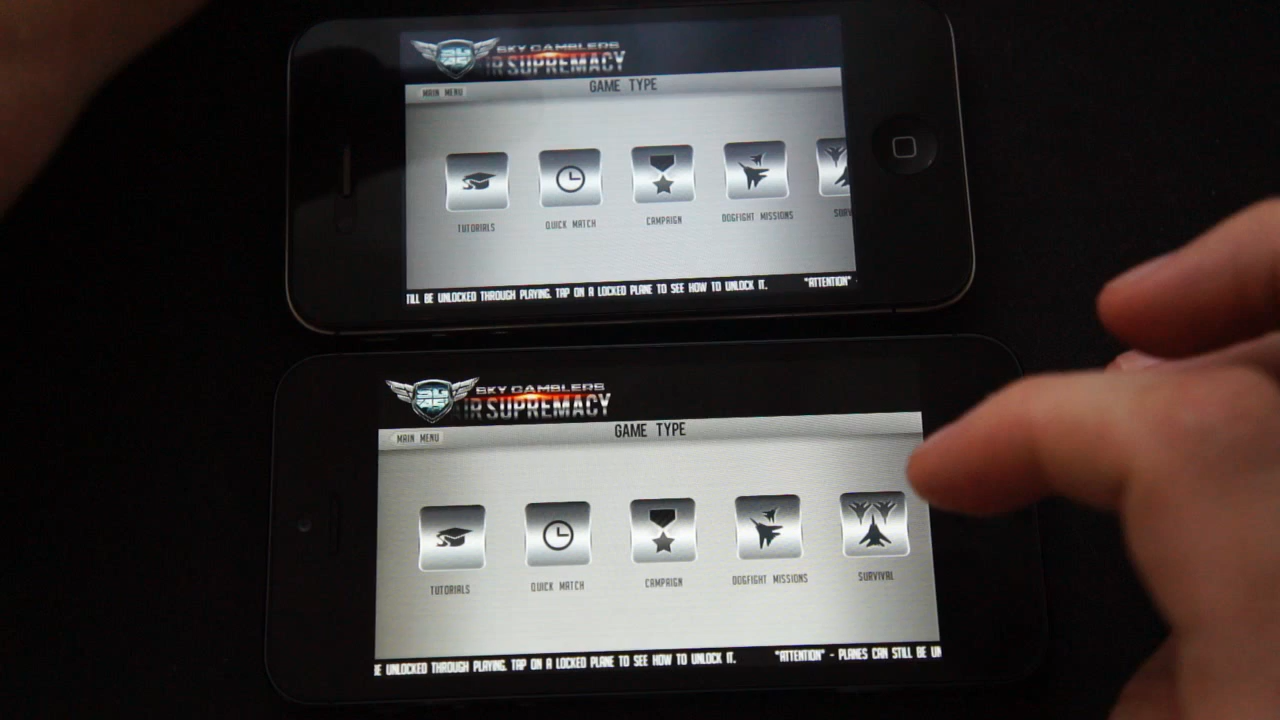 SKY GAMBLERS
IR SUPREMACY
MAIN MENU
GAME TYPE
TUTORIALS
QUICK MATCH
CAMPAIGN
DOGFIGHT MISSIONS
SURV
TILL BE UNLOCKED THROUGH PLAYING. TAP ON A LOCKED PLANE TO SEE HOW TO UNLOCK IT. "ATTENTION" -
SKY GAMBLERS
IR SUPREMACY
MAIN MENU
GAME TYPE
TUTORIALS
QUICK MATCH
CAMPAIGN
DOGFIGHT MISSIONS
SURVIVAL
E UNLOCKED THROUGH PLAYING. TAP ON A LOCKED PLANE TO SEE HOW TO UNLOCK IT. "ATTENTION" - PLANES CAN STILL BE UN